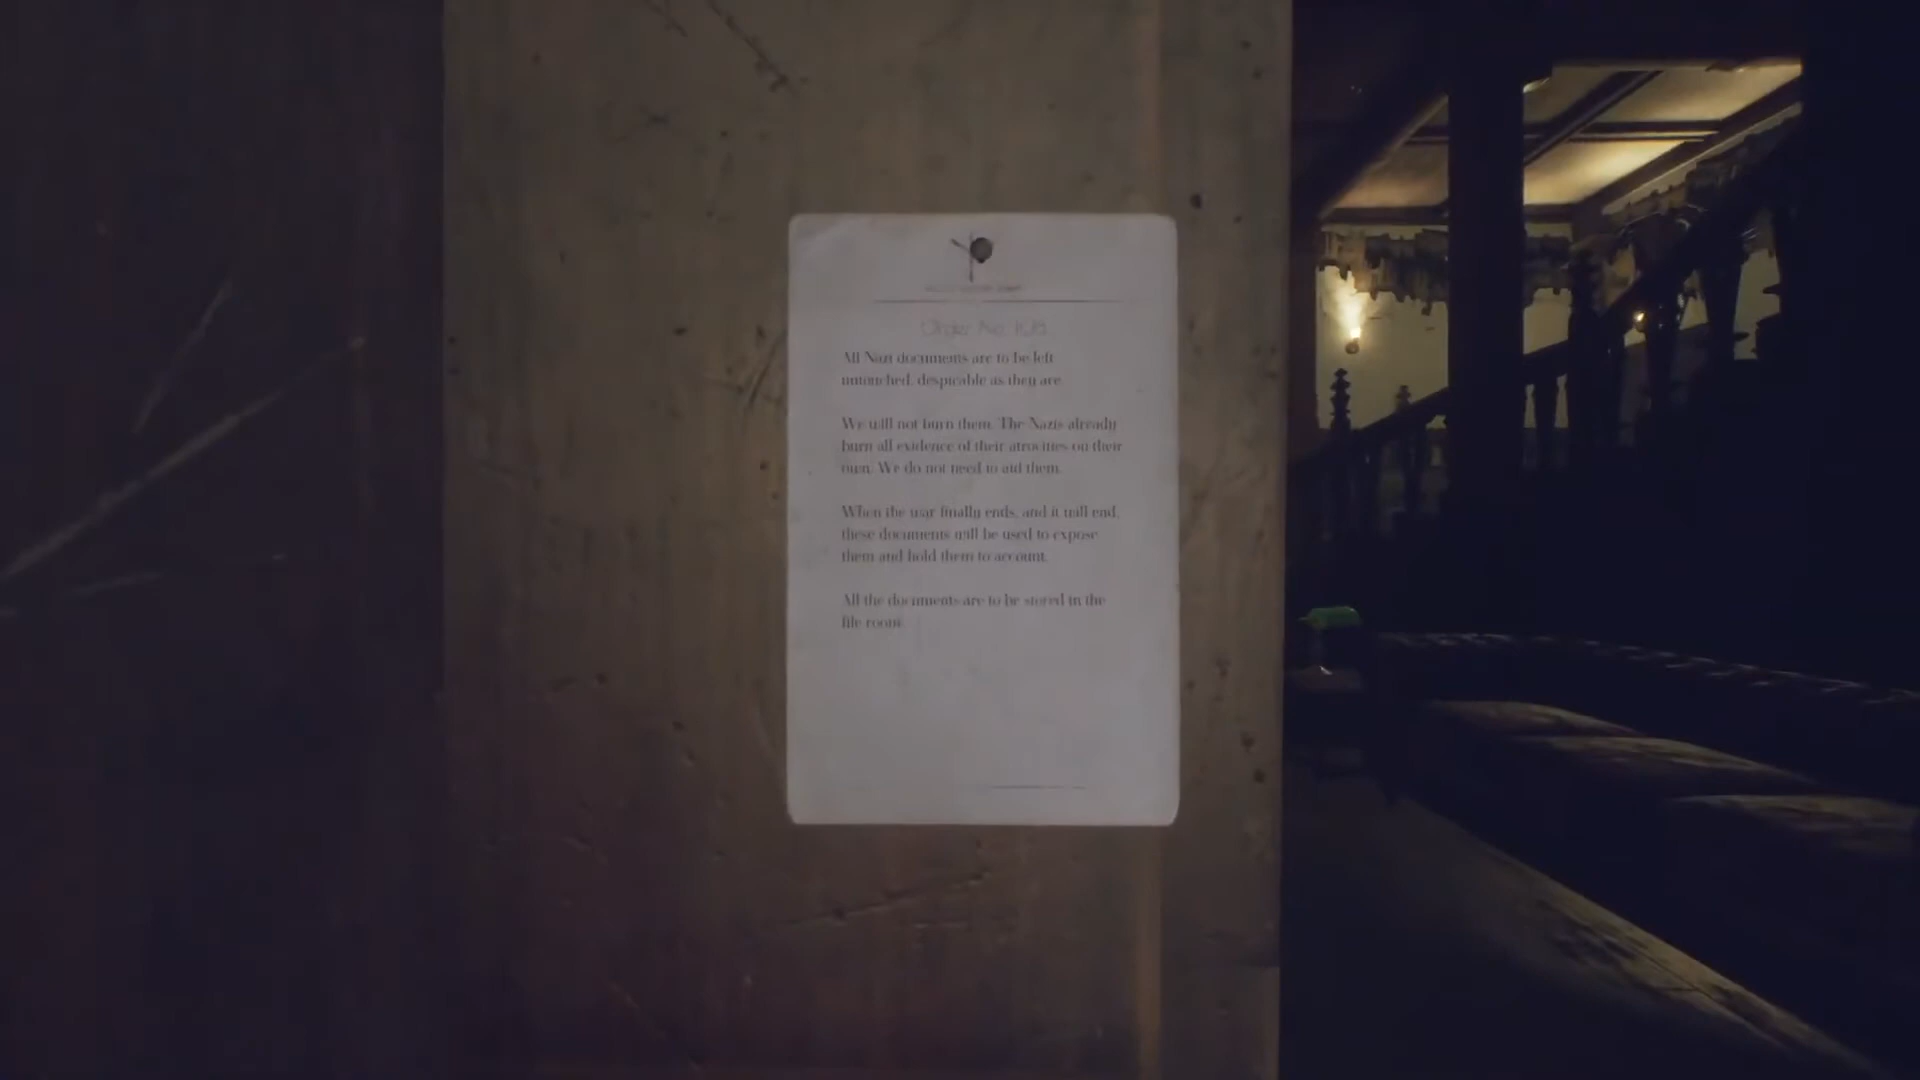 Order No.
All Nazi documents are to be left
untouched, despicable as they are.
We will not burn them. The Nazis already
burn all evidence of their atrocities on their
own. We do not need to aid them.
When the war finally ends, and it will end,
these documents will be used to expose
them and hold them to account.
All the documents are to be stored in the
file room.